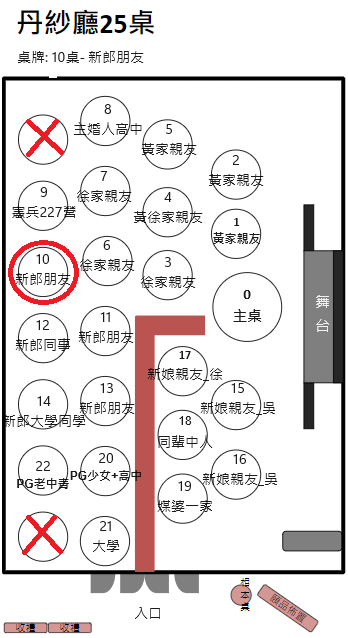 丹紗廳25桌
桌牌: 10桌- 新郎朋友
8
主婚人高中
5
黃家親友
2
黃家親友
7
徐家親友
9
憲兵227營
4
黃徐家親友
1
黃家親友
6
徐家親友
10
新郎朋友
3
徐家親友
0
主桌
舞
台
11
新郎朋友
12
新郎同事
17
新娘親友_徐
13
新郎朋友
15
新娘親友_吳
14
新郎大學同學
18
同輩中人
20
PG少女+高中
22
PG老中青
16
新娘親友_吳
19
媒婆一家
21
大學
入口
收禮
收禮
本
桌